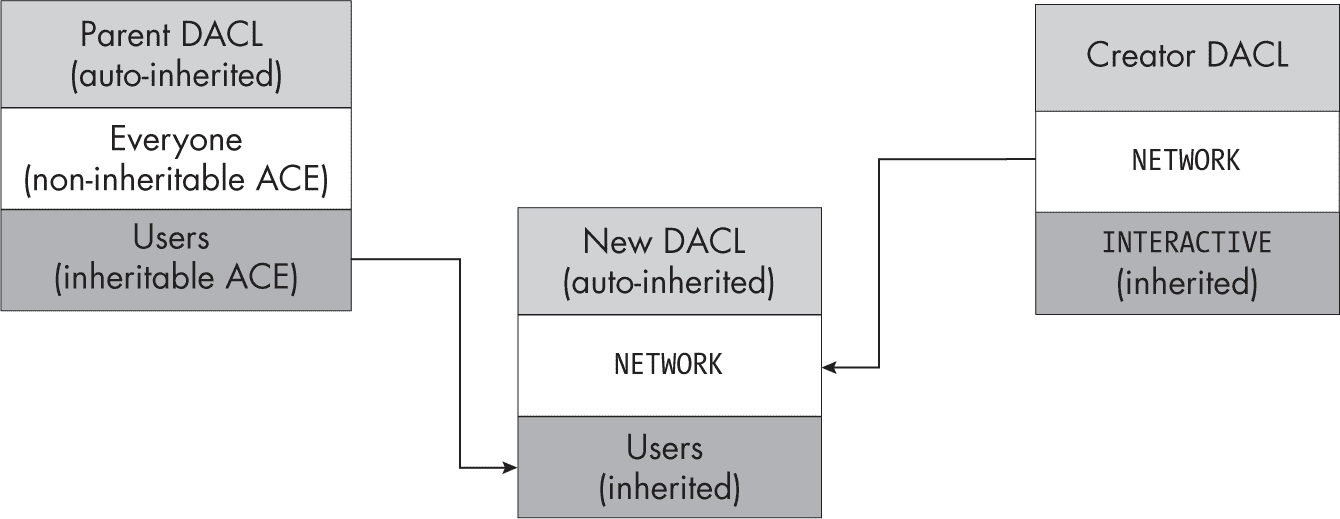 Parent DACL
(auto-inherited)
Everyone
(non-inheritable ACE)
Users
(inheritable ACE)
New DACL
(auto-inherited)
NETWORK
Users
(inherited)
Creator DACL
NETWORK
INTERACTIVE
(inherited)